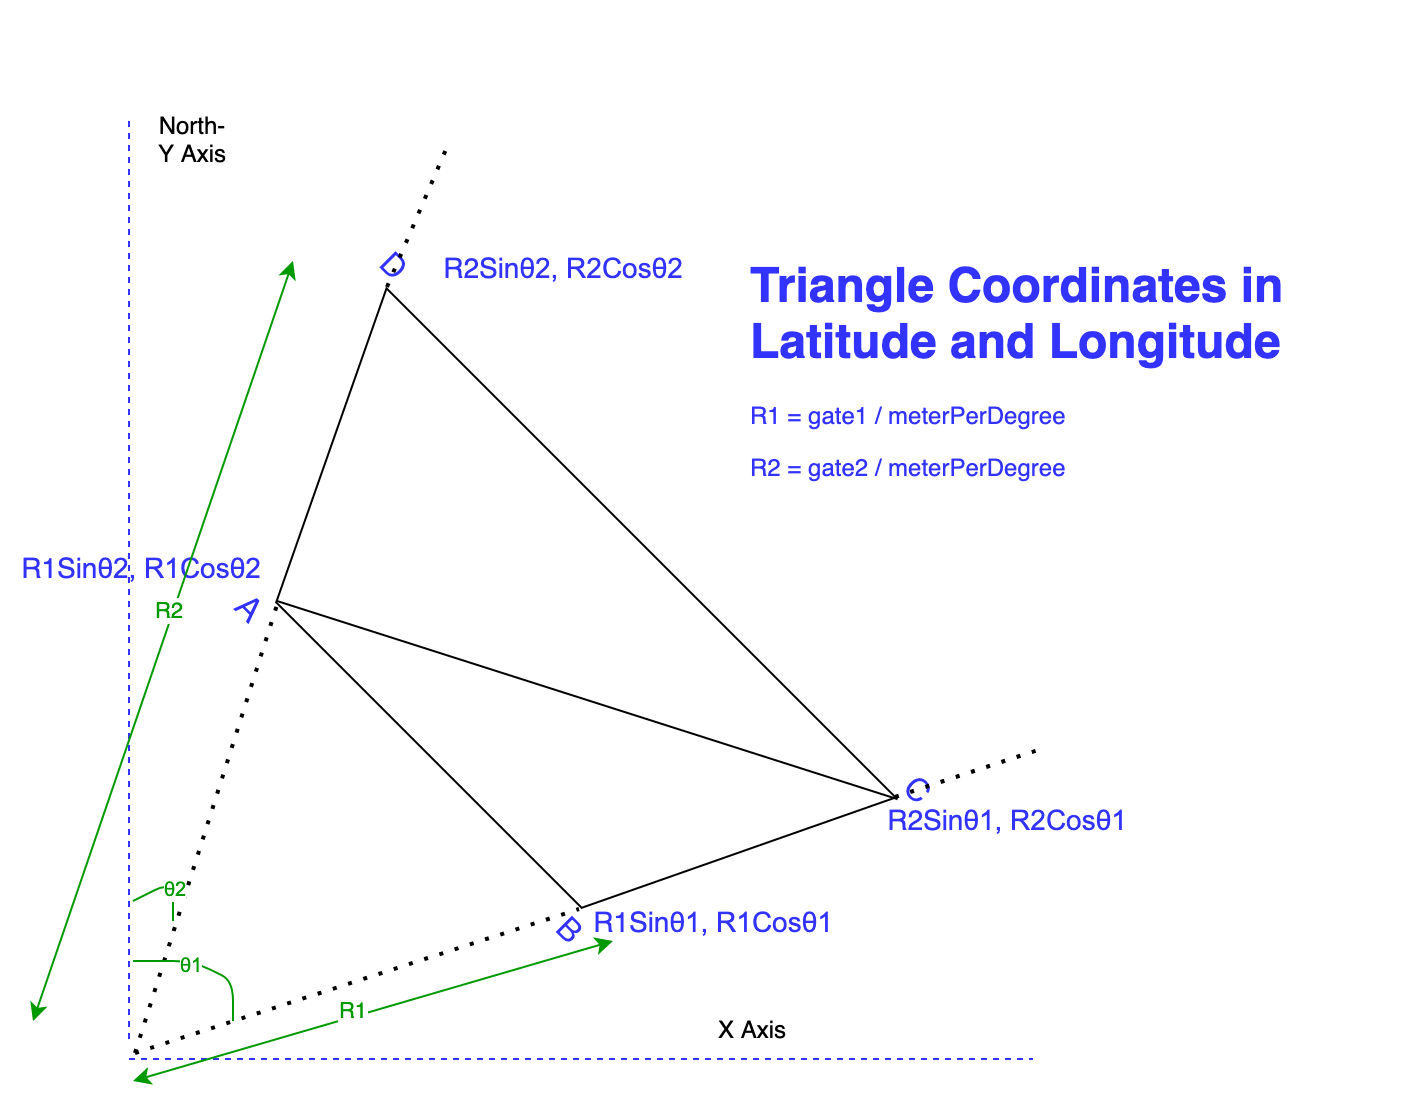 North-
Y Axis
D
R2Sinθ2, R2Cosθ2
Triangle Coordinates in
Latitude and Longitude
R1 = gate1 / meterPerDegree
R2 = gate2 / meterPerDegree
R1Sinθ2, R1Cosθ2
R2
A
C
R2Sinθ1, R2Cosθ1
θ2
B
R1Sinθ1, R1Cosθ1
θ1
R1
X Axis